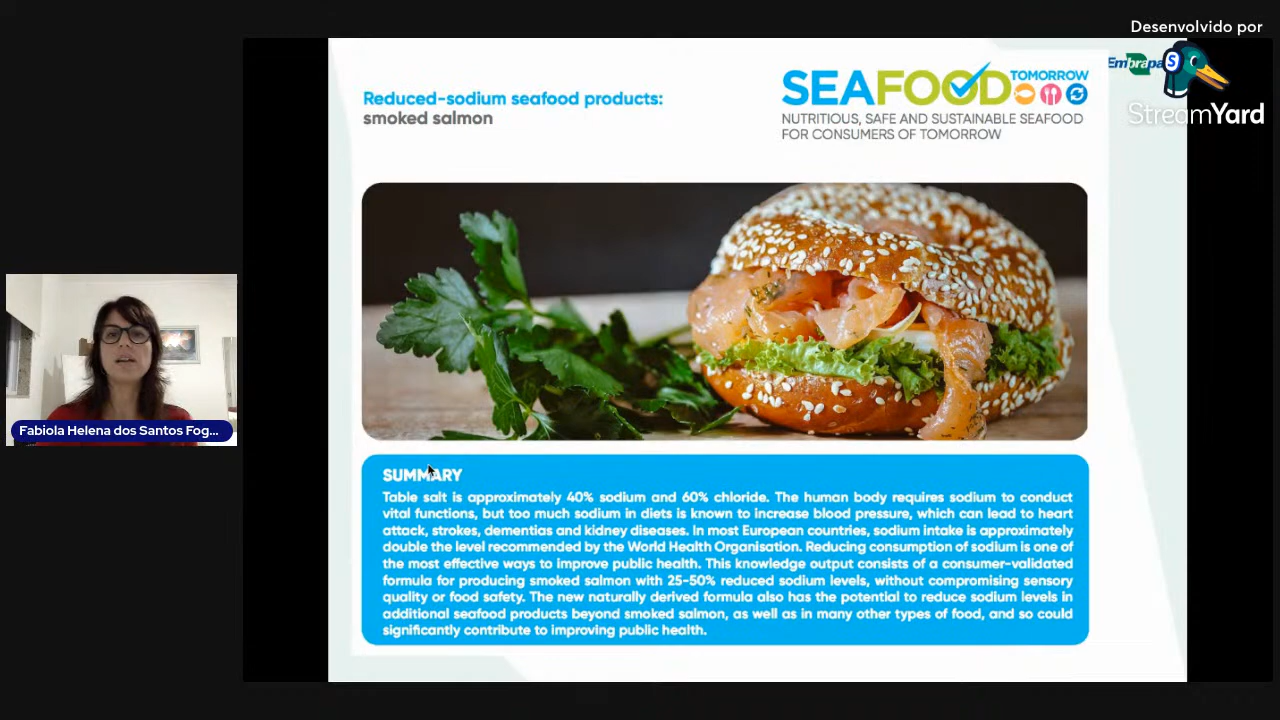 Desenvolvido por
StreamYard
Embrapa
Reduced-sodium seafood products:
smoked salmon
SEAFOOD TOMORROW
NUTRITIOUS, SAFE AND SUSTAINABLE SEAFOOD
FOR CONSUMERS OF TOMORROW
Fabiola Helena dos Santos Fog...
SUMMARY
Table salt is approximately 40% sodium and 60% chloride. The human body requires sodium to conduct
vital functions, but too much sodium in diets is known to increase blood pressure, which can lead to heart
attack, strokes, dementias and kidney diseases. In most European countries, sodium intake is approximately
double the level recommended by the World Health Organisation. Reducing consumption of sodium is one of
the most effective ways to improve public health. This knowledge output consists of a consumer-validated
formula for producing smoked salmon with 25-50% reduced sodium levels, without compromising sensory
quality or food safety. The new naturally derived formula also has the potential to reduce sodium levels in
additional seafood products beyond smoked salmon, as well as in many other types of food, and so could
significantly contribute to improving public health.